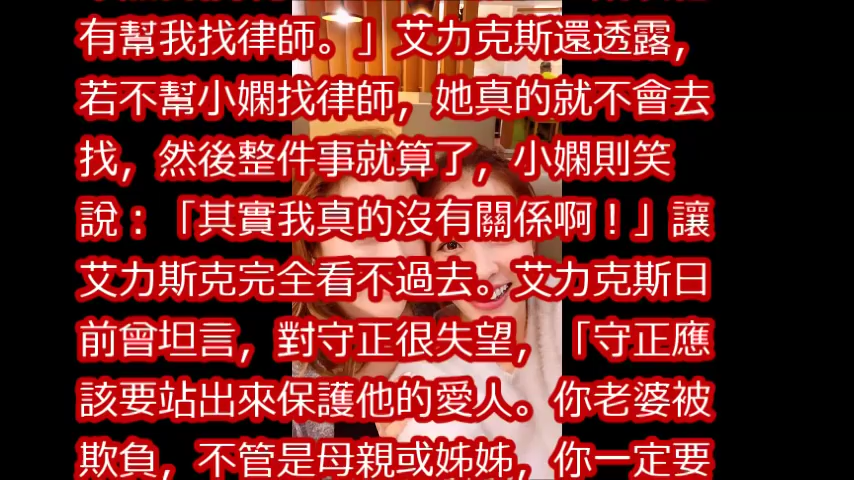 有幫我找律師。」艾力克斯還透露，
若不幫小嫻找律師，她真的就不會去
找，然後整件事就算了，小嫻則笑
說：「其實我真的沒有關係啊！」讓
艾力斯克完全看不過去。艾力克斯日
前曾坦言，對守正很失望，「守正應
該要站出來保護他的愛人。你老婆被
欺負，不管是母親或姊姊，你一定要